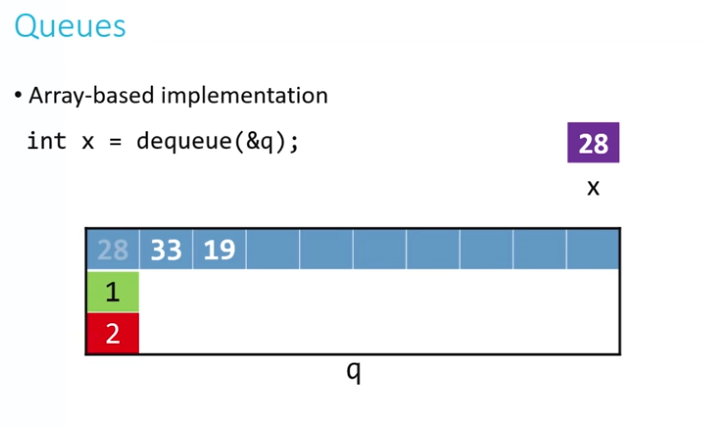 Queues
• Array-based implementation
int x = dequeue(&q);
28
x
28 33 19
1
2
q